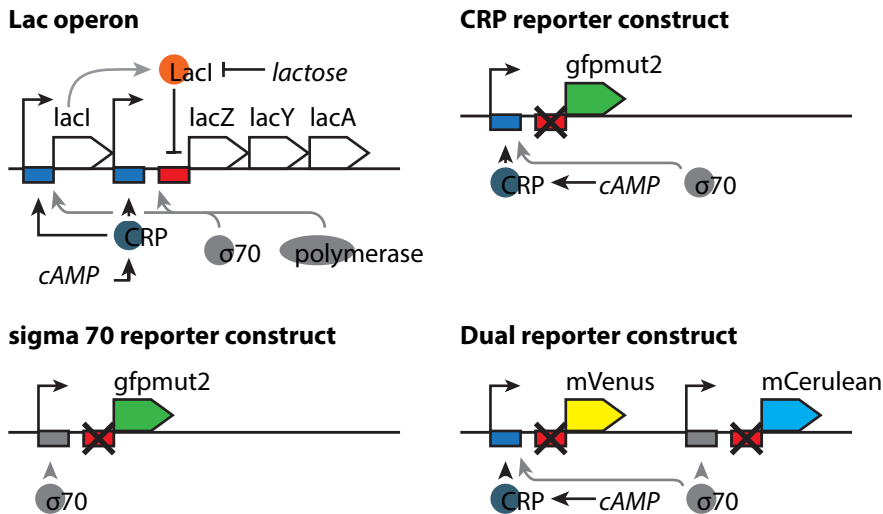 Lac operon
LacI
lactose
lacI
lacZ
lacY
lacA
CRP
σ70
polymerase
cAMP
CRP reporter construct
gfpmut2
CRP
cAMP
σ70
sigma 70 reporter construct
gfpmut2
σ70
Dual reporter construct
mVenus
mCerulean
CRP
cAMP
σ70